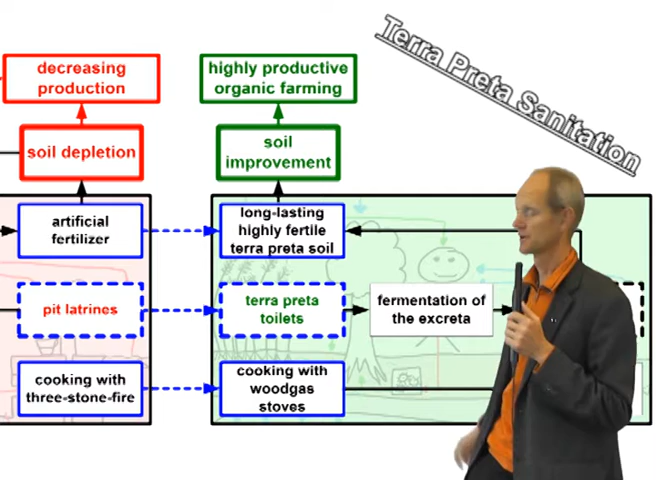 Terra Preta Sanitation
decreasing
production
highly productive
organic farming
soil depletion
soil
improvement
artificial
fertilizer
long-lasting
highly fertile
terra preta soil
pit latrines
terra preta
toilets
fermentation of
the excreta
cooking with
three-stone-fire
cooking with
woodgas
stoves